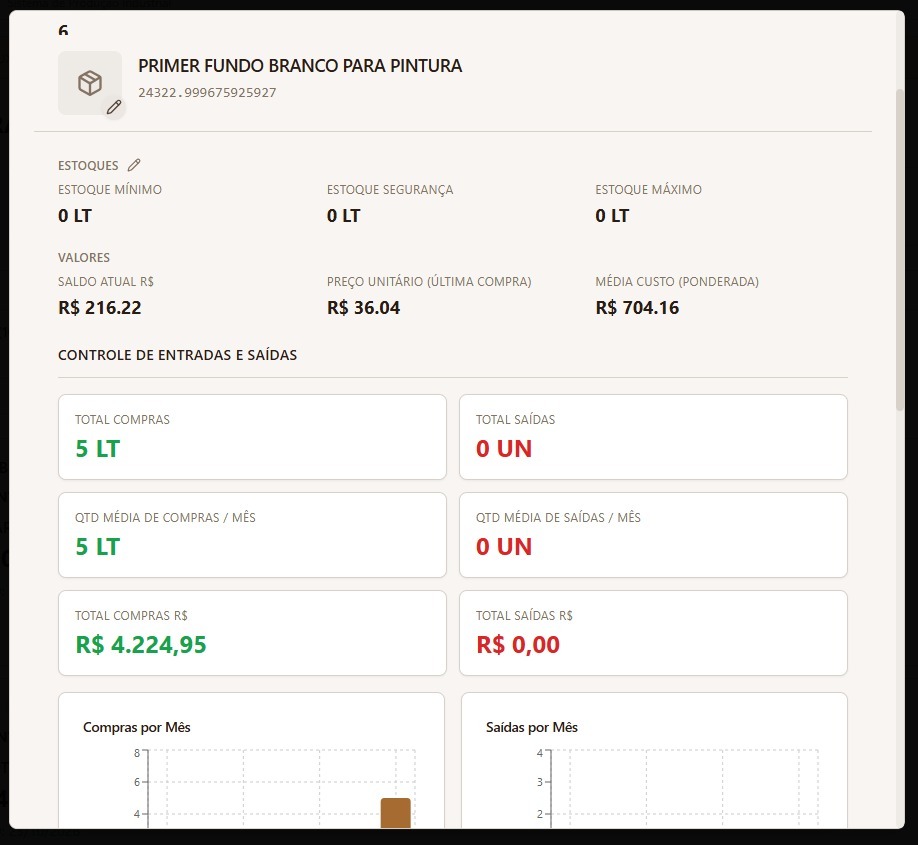 6
PRIMER FUNDO BRANCO PARA PINTURA
24322.999675925927
ESTOQUES
ESTOQUE MÍNIMO ESTOQUE SEGURANÇA ESTOQUE MÁXIMO
0 LT 0 LT 0 LT
VALORES
SALDO ATUAL R$ PREÇO UNITÁRIO (ÚLTIMA COMPRA) MÉDIA CUSTO (PONDERADA)
R$ 216.22 R$ 36.04 R$ 704.16
CONTROLE DE ENTRADAS E SAÍDAS
TOTAL COMPRAS TOTAL SAÍDAS
5 LT 0 UN
QTD MÉDIA DE COMPRAS / MÊS QTD MÉDIA DE SAÍDAS / MÊS
5 LT 0 UN
TOTAL COMPRAS R$ TOTAL SAÍDAS R$
R$ 4.224,95 R$ 0,00
Compras por Mês Saídas por Mês
8 4
6 3
4 2